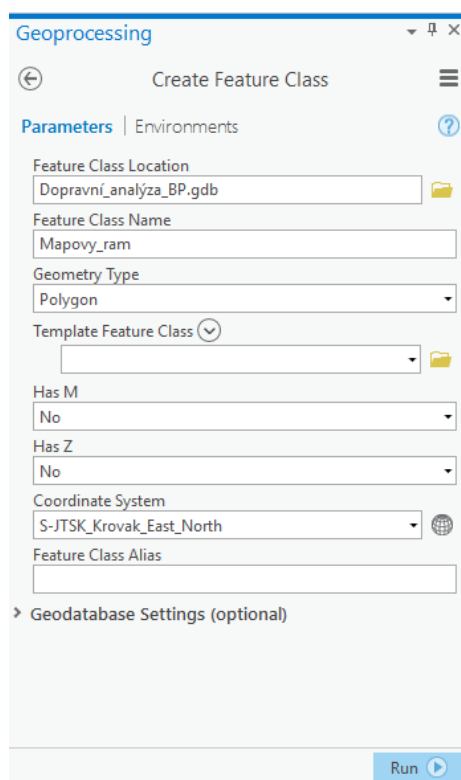 Geoprocessing
Create Feature Class
Parameters | Environments
Feature Class Location
Dopravní_analýza_BP.gdb
Feature Class Name
Mapovy_ram
Geometry Type
Polygon
Template Feature Class
Has M
No
Has Z
No
Coordinate System
S-JTSK_Krovak_East_North
Feature Class Alias
Geodatabase Settings (optional)
Run